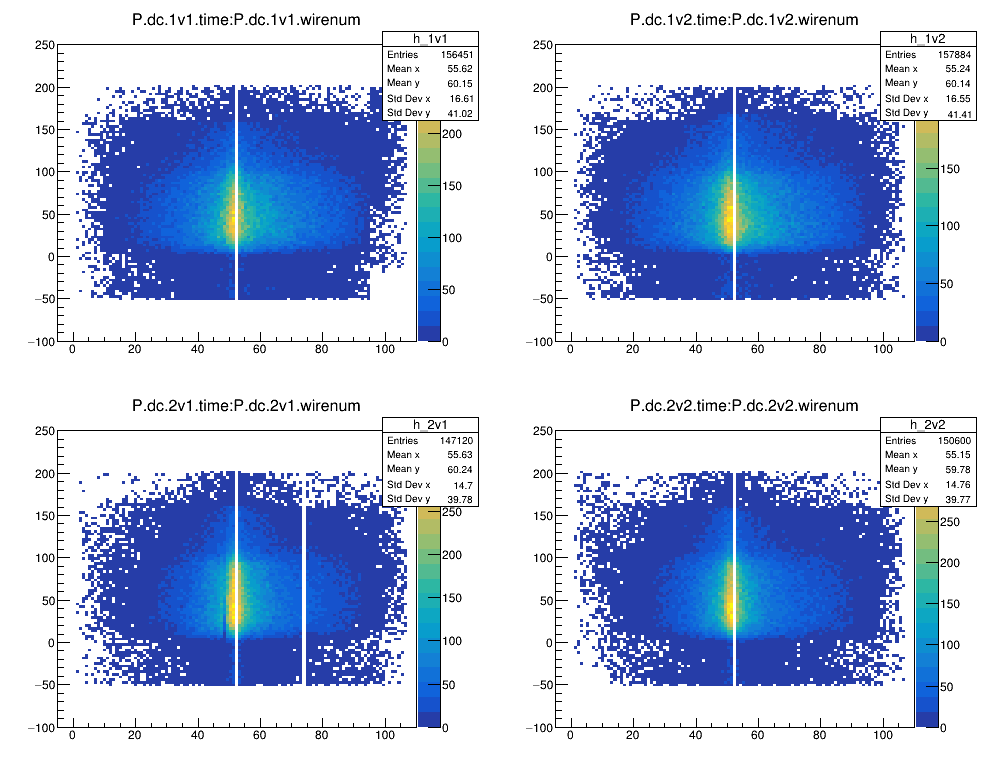 P.dc.1v1.time:P.dc.1v1.wirenum
h_1v1
Entries 156451
Mean x 55.62
Mean y 60.15
Std Dev x 16.61
Std Dev y 41.02
250
200
150
100
50
0
−50
−100
0 20 40 60 80 100
200
150
100
50
0
P.dc.1v2.time:P.dc.1v2.wirenum
h_1v2
Entries 157884
Mean x 55.24
Mean y 60.14
Std Dev x 16.55
Std Dev y 41.41
250
200
150
100
50
0
−50
−100
0 20 40 60 80 100
150
100
50
0
P.dc.2v1.time:P.dc.2v1.wirenum
h_2v1
Entries 147120
Mean x 55.63
Mean y 60.24
Std Dev x 14.7
Std Dev y 39.78
250
200
150
100
50
0
−50
−100
0 20 40 60 80 100
250
200
150
100
50
0
P.dc.2v2.time:P.dc.2v2.wirenum
h_2v2
Entries 150600
Mean x 55.15
Mean y 59.78
Std Dev x 14.76
Std Dev y 39.77
250
200
150
100
50
0
−50
−100
0 20 40 60 80 100
250
200
150
100
50
0